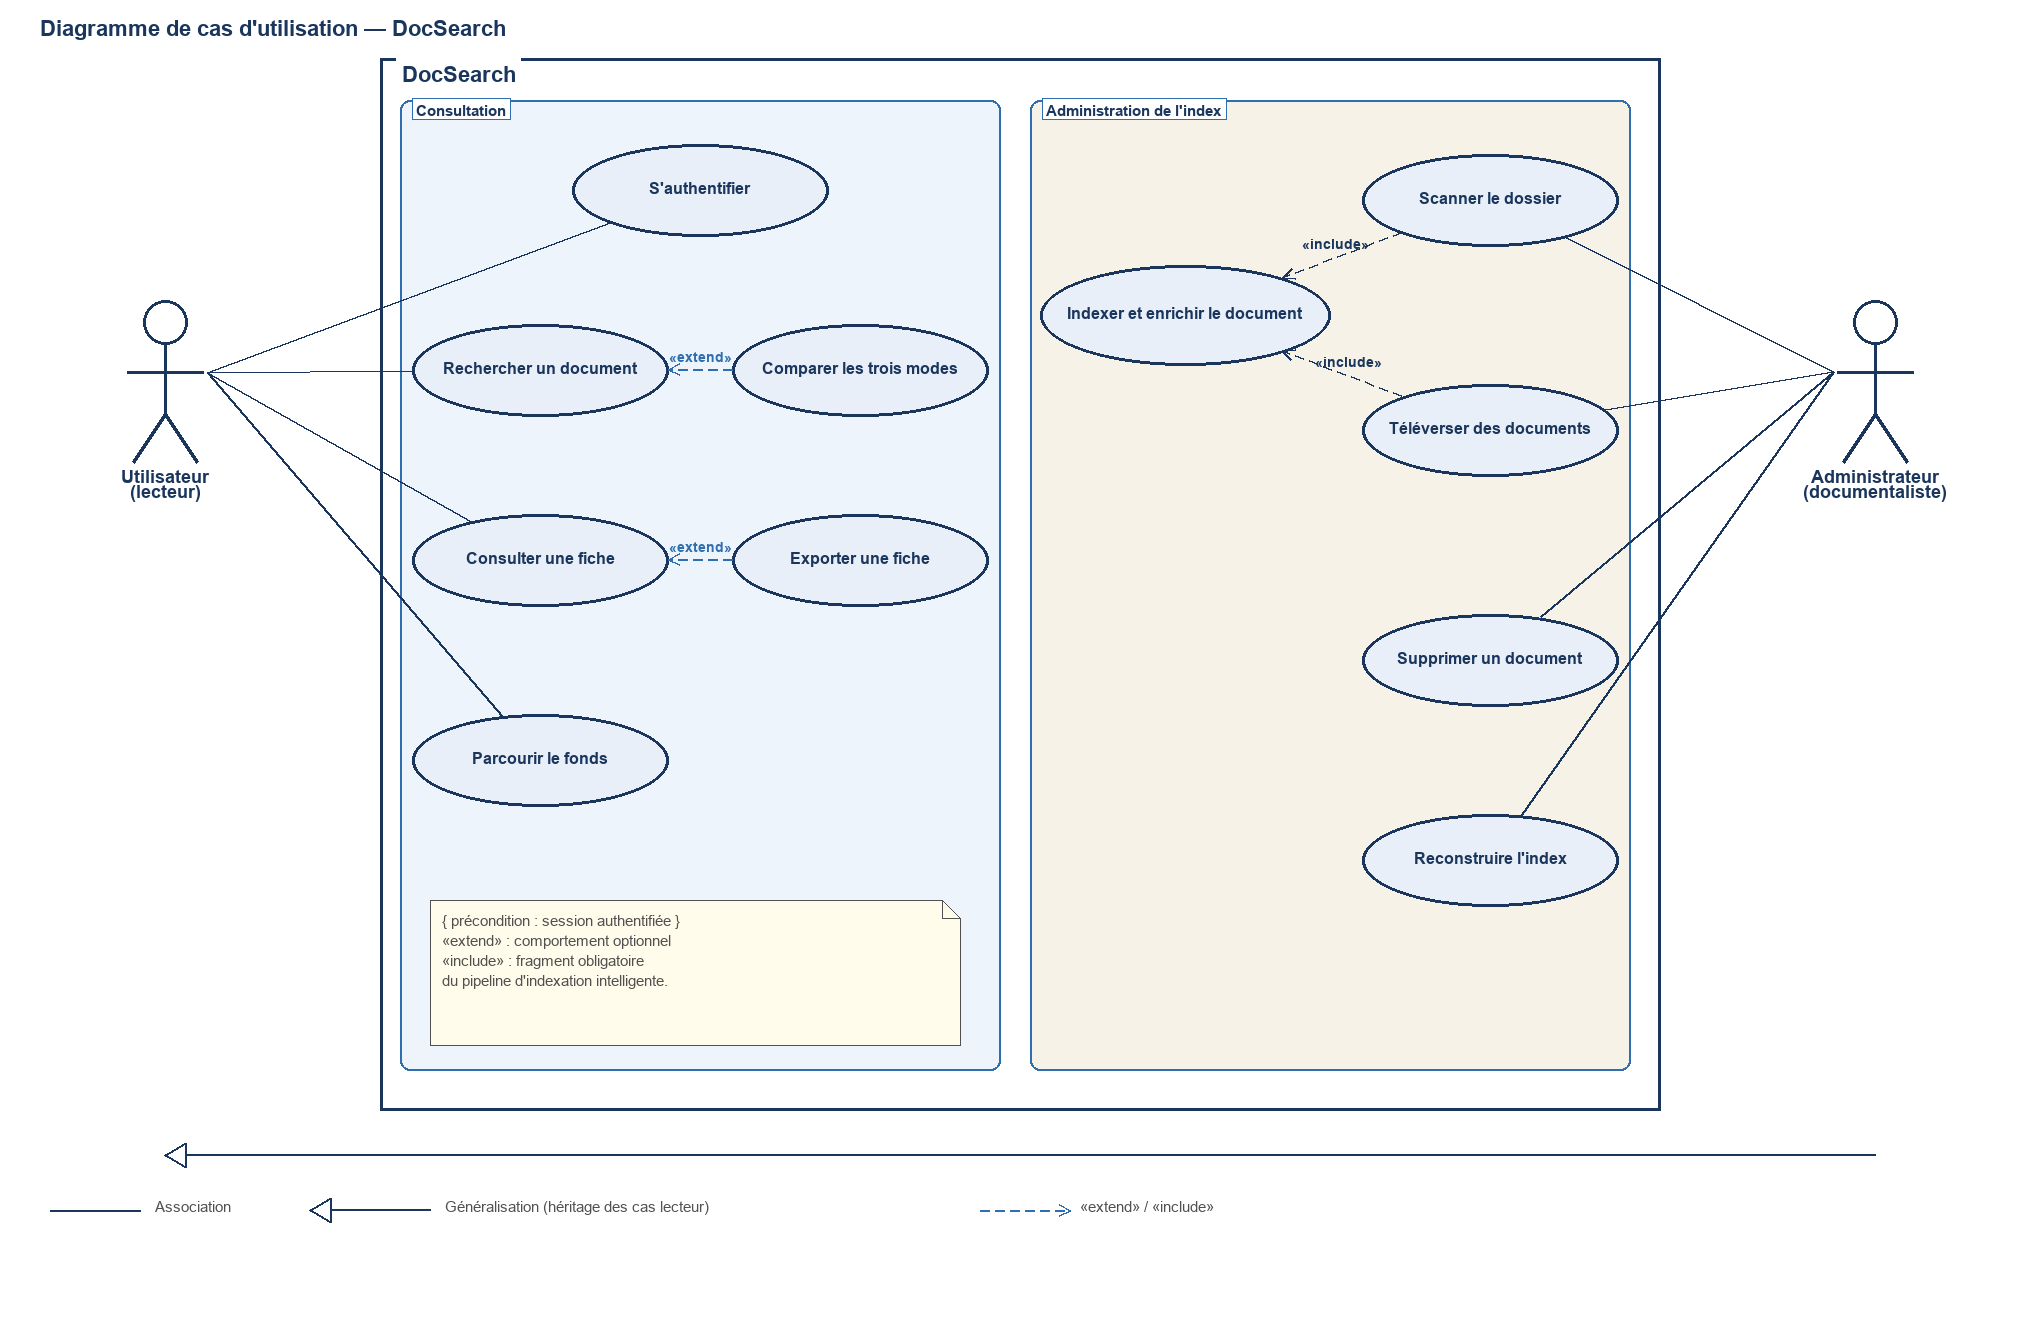 Diagramme de cas d'utilisation — DocSearch
DocSearch
Consultation
S'authentifier
Rechercher un document
«extend»
Comparer les trois modes
Consulter une fiche
«extend»
Exporter une fiche
Parcourir le fonds
{ précondition : session authentifiée }
«extend» : comportement optionnel
«include» : fragment obligatoire
du pipeline d'indexation intelligente.
Administration de l'index
Scanner le dossier
«include»
Indexer et enrichir le document
«include»
Téléverser des documents
Supprimer un document
Reconstruire l'index
Utilisateur
(lecteur)
Administrateur
(documentaliste)
Association
Généralisation (héritage des cas lecteur)
«extend» / «include»